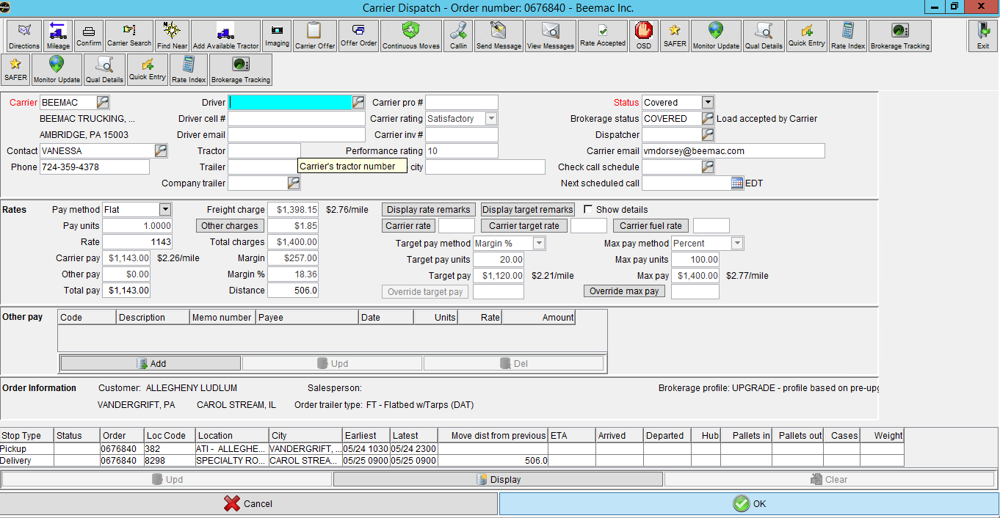 Carrier Dispatch - Order number: 0676840 - Beemac Inc.
Directions Mileage Confirm Carrier Search Find Near Add Available Tractor Imaging Carrier Offer Offer Order Continuous Moves Callin Send Message View Messages Rate Accepted OSD SAFER Monitor Update Qual Details Quick Entry Rate Index Brokerage Tracking Exit
SAFER Monitor Update Qual Details Quick Entry Rate Index Brokerage Tracking
Carrier BEEMAC Driver Carrier pro # Status Covered
BEEMAC TRUCKING, ... Driver cell # Carrier rating Satisfactory Brokerage status COVERED Load accepted by Carrier
AMBRIDGE, PA 15003 Driver email Carrier inv # Dispatcher
Contact VANESSA Tractor Performance rating 10 Carrier email vmdorsey@beemac.com
Phone 724-359-4378 Trailer Carrier's tractor number city Check call schedule
Company trailer Next scheduled call EDT
Rates Pay method Flat Freight charge $1,398.15 $2.76/mile Display rate remarks Display target remarks Show details
Pay units 1.0000 Other charges $1.85 Carrier rate Carrier target rate Carrier fuel rate
Rate 1143 Total charges $1,400.00 Target pay method Margin % Max pay method Percent
Carrier pay $1,143.00 $2.26/mile Margin $257.00 Target pay units 20.00 Max pay units 100.00
Other pay $0.00 Margin % 18.36 Target pay $1,120.00 $2.21/mile Max pay $1,400.00 $2.77/mile
Total pay $1,143.00 Distance 506.0 Override target pay Override max pay
Other pay Code Description Memo number Payee Date Units Rate Amount
Add Upd Del
Order Information Customer: ALLEGHENY LUDLUM Salesperson: Brokerage profile: UPGRADE - profile based on pre-upg
VANDERGRIFT, PA CAROL STREAM, IL Order trailer type: FT - Flatbed w/Tarps (DAT)
Stop Type Status Order Loc Code Location City Earliest Latest Move dist from previous ETA Arrived Departed Hub Pallets in Pallets out Cases Weight
Pickup 0676840 382 ATI - ALLEGHE... VANDERGRIFT, ... 05/24 1030 05/24 2300
Delivery 0676840 8298 SPECIALTY RO... CAROL STREA... 05/25 0900 05/25 0900 506.0
Upd Display Clear
Cancel OK